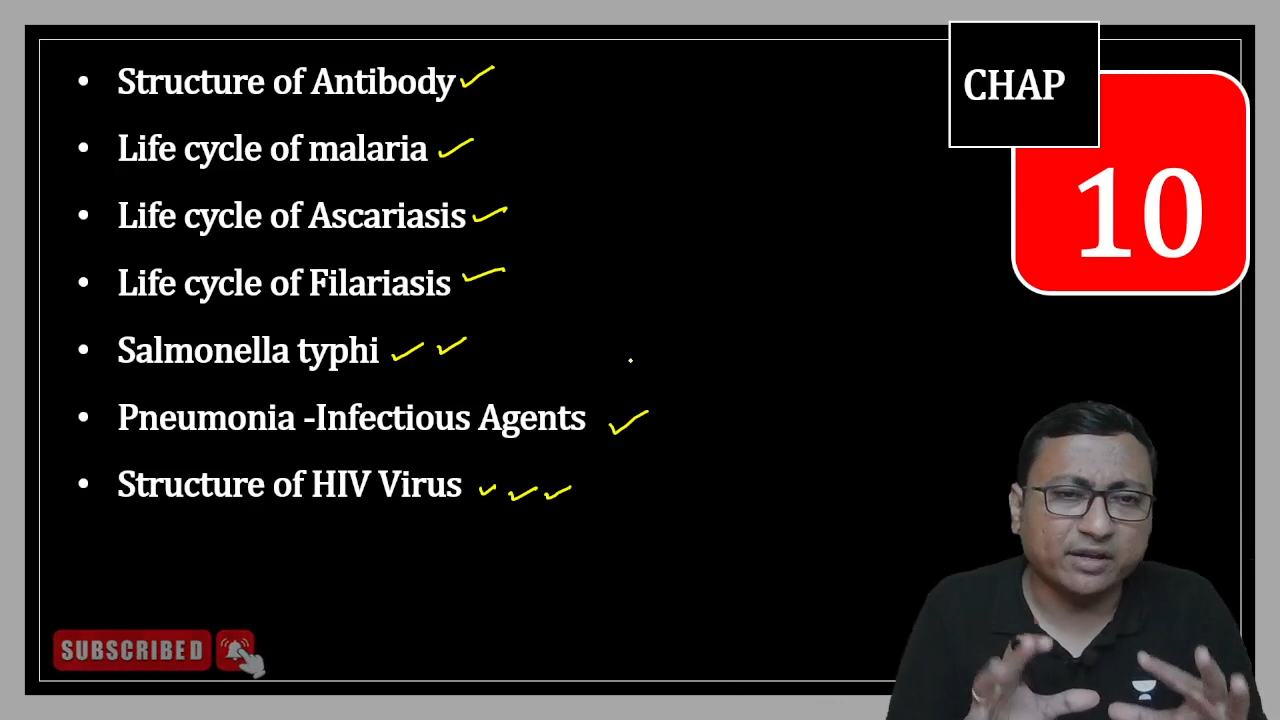 • Structure of Antibody
• Life cycle of malaria
• Life cycle of Ascariasis
• Life cycle of Filariasis
• Salmonella typhi
• Pneumonia -Infectious Agents
• Structure of HIV Virus
CHAP
10
SUBSCRIBED